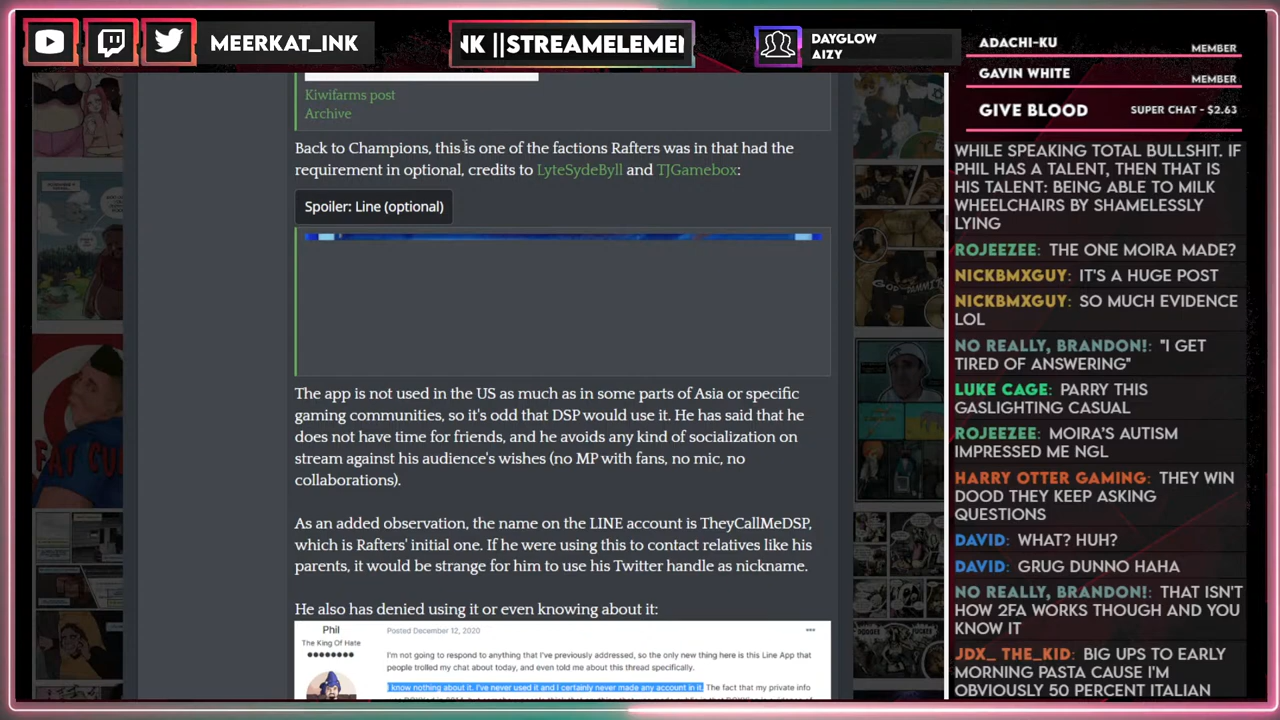 MEERKAT_INK
NK ||STREAMELEME
DAYGLOW
AIZY
ADACHI-KU
MEMBER
GAVIN WHITE
MEMBER
GIVE BLOOD
SUPER CHAT - $2.63
Kiwifarms post
Archive
Back to Champions, this is one of the factions Rafters was in that had the
requirement in optional, credits to LyteSydeByll and TJGamebox:
Spoiler: Line (optional)
The app is not used in the US as much as in some parts of Asia or specific
gaming communities, so it's odd that DSP would use it. He has said that he
does not have time for friends, and he avoids any kind of socialization on
stream against his audience's wishes (no MP with fans, no mic, no
collaborations).
As an added observation, the name on the LINE account is TheyCallMeDSP,
which is Rafters' initial one. If he were using this to contact relatives like his
parents, it would be strange for him to use his Twitter handle as nickname.
He also has denied using it or even knowing about it:
Phil
The King Of Hate
Posted December 12, 2020
I'm not going to respond to anything that I've previously addressed, so the only new thing here is this Line App that
people trolled my chat about today, and even told me about this thread specifically.
I know nothing about it. I've never used it and I certainly never made any account in it. The fact that my private info
WHILE SPEAKING TOTAL BULLSHIT. IF
PHIL HAS A TALENT, THEN THAT IS
HIS TALENT: BEING ABLE TO MILK
WHEELCHAIRS BY SHAMELESSLY
LYING
ROJEEZEE: THE ONE MOIRA MADE?
NICKBMXGUY: IT'S A HUGE POST
NICKBMXGUY: SO MUCH EVIDENCE
LOL
NO REALLY, BRANDON!: "I GET
TIRED OF ANSWERING"
LUKE CAGE: PARRY THIS
GASLIGHTING CASUAL
ROJEEZEE: MOIRA'S AUTISM
IMPRESSED ME NGL
HARRY OTTER GAMING: THEY WIN
DOOD THEY KEEP ASKING
QUESTIONS
DAVID: WHAT? HUH?
DAVID: GRUG DUNNO HAHA
NO REALLY, BRANDON!: THAT ISN'T
HOW 2FA WORKS THOUGH AND YOU
KNOW IT
JDX_ THE_KID: BIG UPS TO EARLY
MORNING PASTA CAUSE I'M
OBVIOUSLY 50 PERCENT ITALIAN